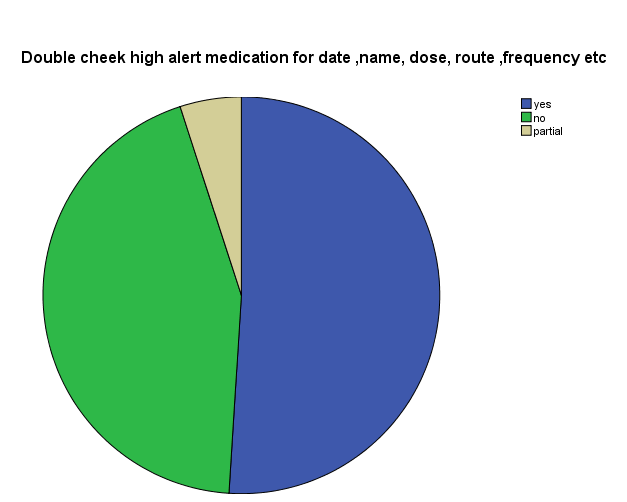 Double cheek high alert medication for date ,name, dose, route ,frequency etc
yes
no
partial